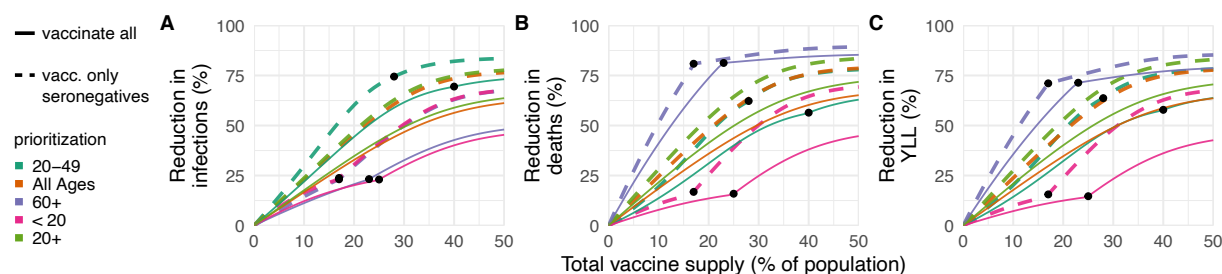 vaccinate all
vacc. only
seronegatives
prioritization
20−49
All Ages
60+
< 20
20+
A
Reduction in
infections (%)
100
75
50
25
0
0 10 20 30 40 50
B
Reduction in
deaths (%)
100
75
50
25
0
0 10 20 30 40 50
C
Reduction in
YLL (%)
100
75
50
25
0
0 10 20 30 40 50
Total vaccine supply (% of population)